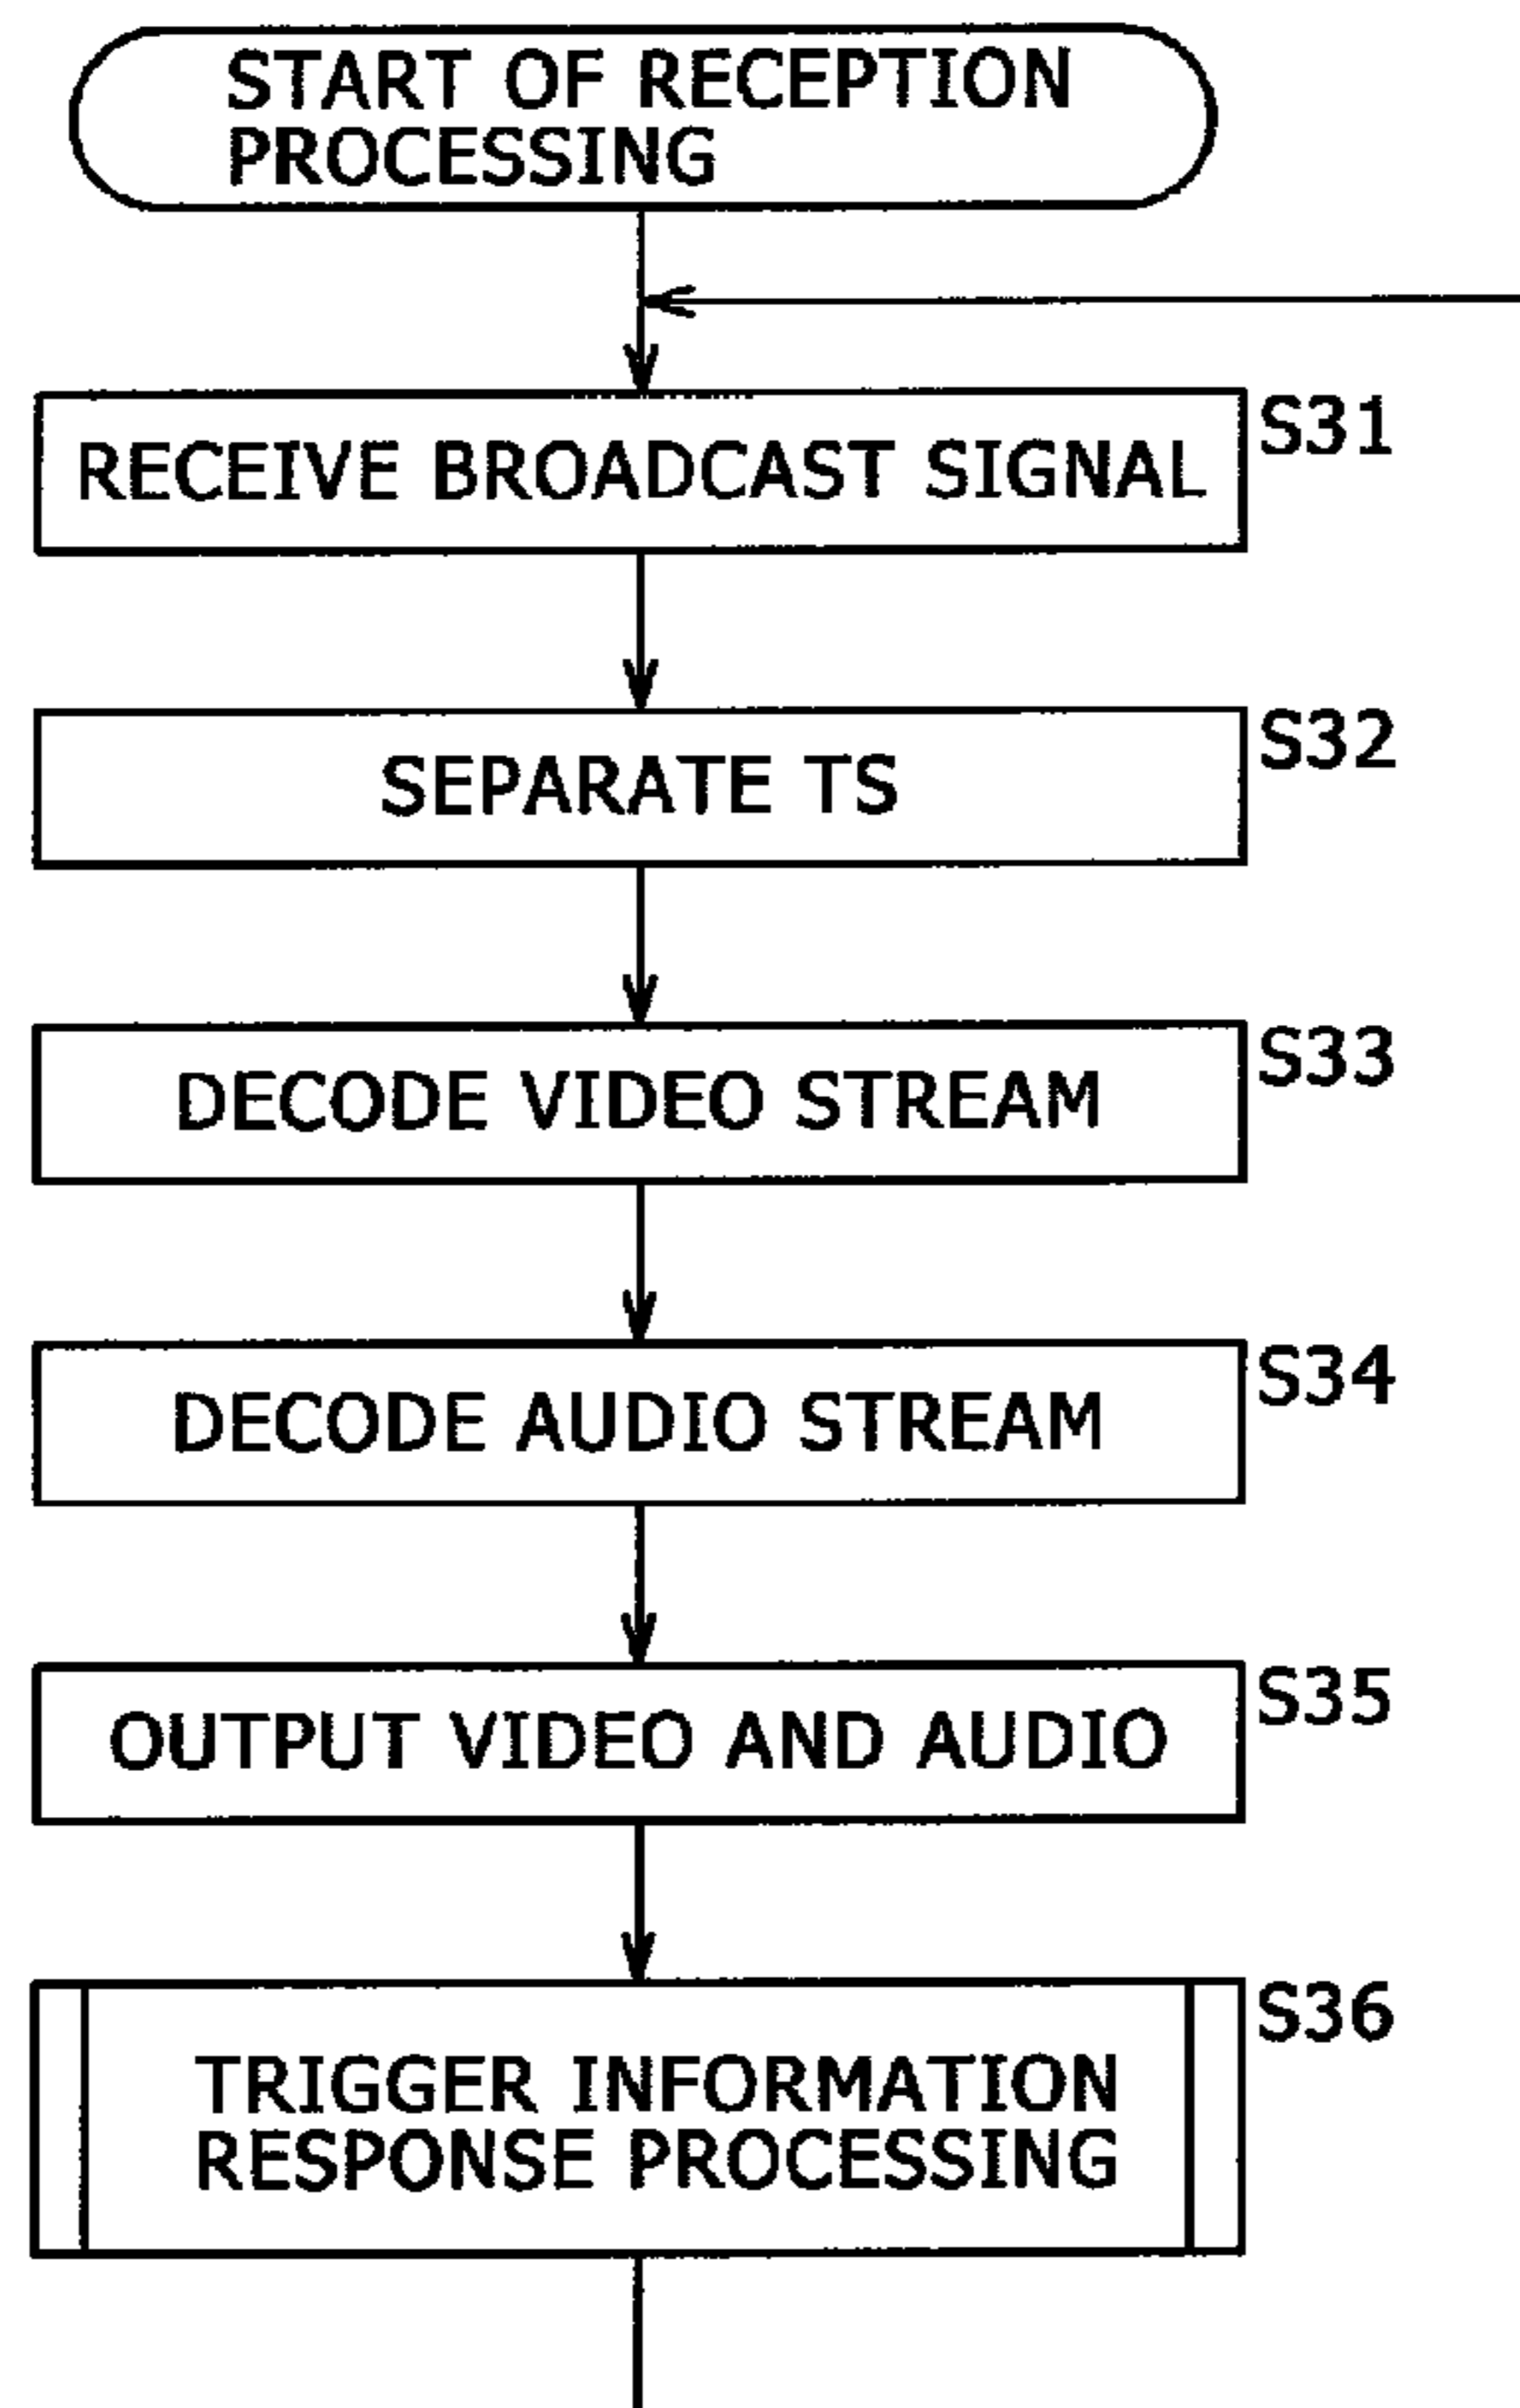 START OF RECEPTION
PROCESSING
RECEIVE BROADCAST SIGNAL
S31
SEPARATE TS
S32
DECODE VIDEO STREAM
S33
DECODE AUDIO STREAM
S34
OUTPUT VIDEO AND AUDIO
S35
TRIGGER INFORMATION
RESPONSE PROCESSING
S36